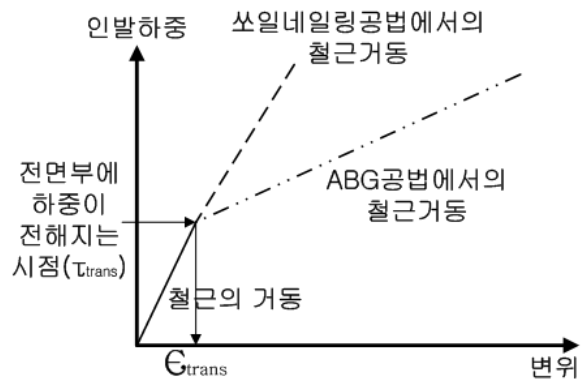 인발하중
쏘일네일링공법에서의
철근거동
전면부에
하중이
전해지는
시점(τtrans)
ABG공법에서의
철근거동
철근의 거동
Єtrans
변위